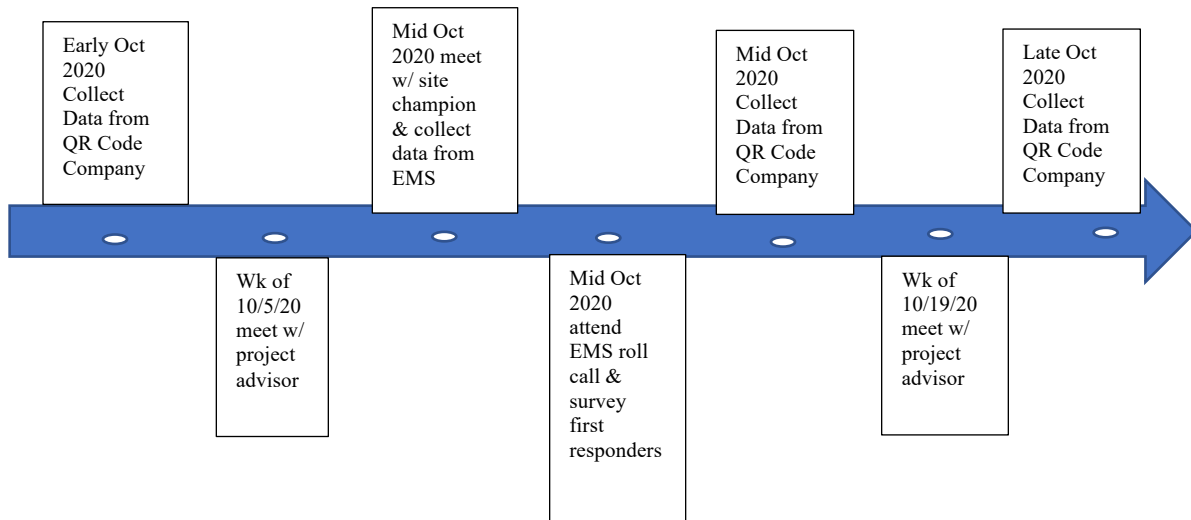 Early Oct
2020
Collect
Data from
QR Code
Company
Wk of
10/5/20
meet w/
project
advisor
Mid Oct
2020 meet
w/ site
champion
& collect
data from
EMS
Mid Oct
2020
attend
EMS roll
call &
survey
first
responders
Mid Oct
2020
Collect
Data from
QR Code
Company
Wk of
10/19/20
meet w/
project
advisor
Late Oct
2020
Collect
Data from
QR Code
Company